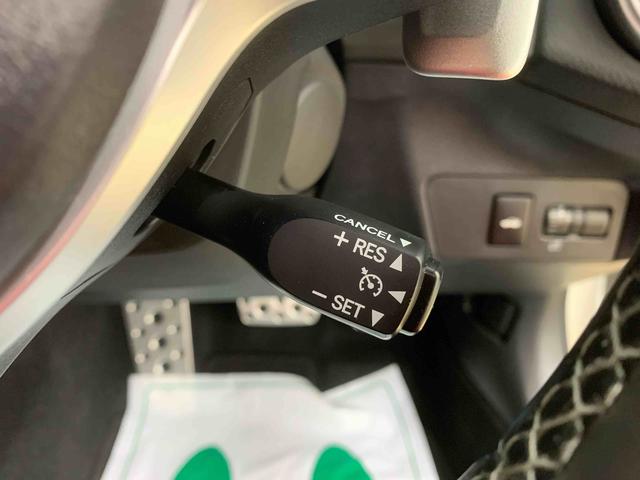 CANCEL ▼
+ RES ▲
− SET ▼